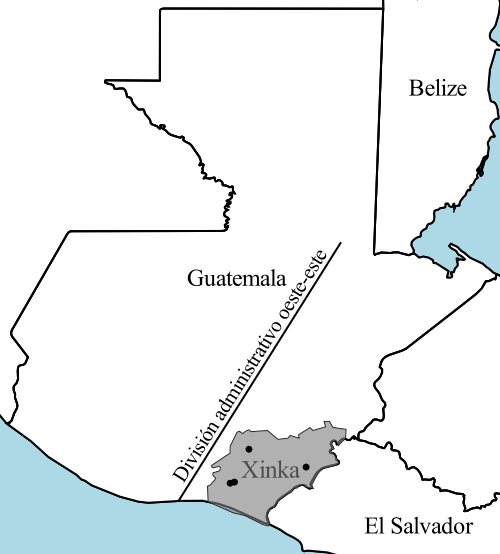 Belize
Guatemala
División administrativo oeste-este
Xinka
El Salvador